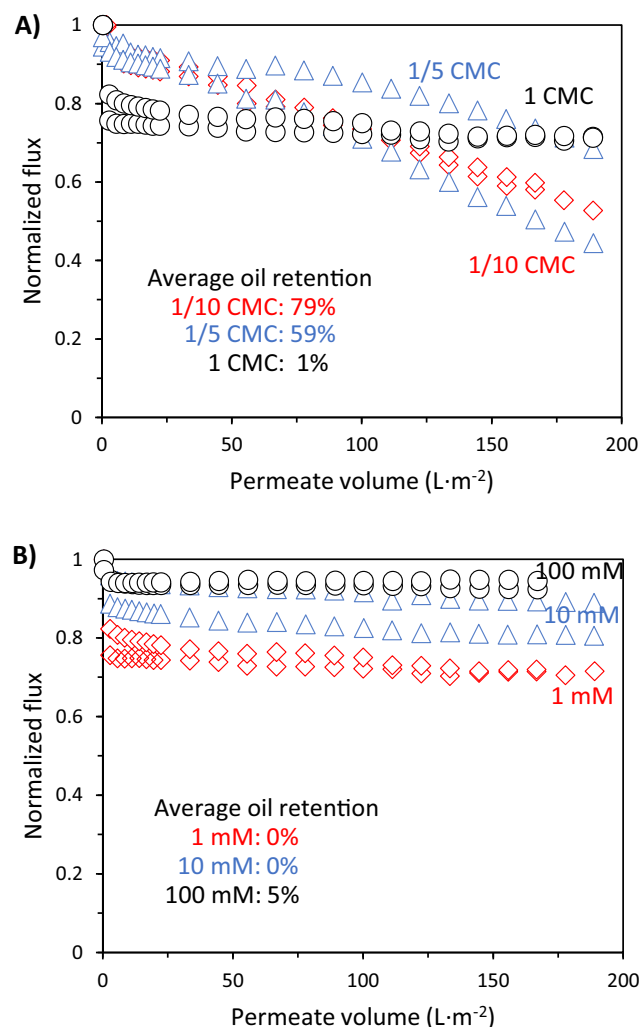 A)
1
0.8
0.6
0.4
0.2
0
Normalized flux
1/5 CMC
1 CMC
1/10 CMC
Average oil retention
1/10 CMC: 79%
1/5 CMC: 59%
1 CMC: 1%
0 50 100 150 200
Permeate volume (L·m⁻²)
B)
1
0.8
0.6
0.4
0.2
0
Normalized flux
100 mM
10 mM
1 mM
Average oil retention
1 mM: 0%
10 mM: 0%
100 mM: 5%
0 50 100 150 200
Permeate volume (L·m⁻²)